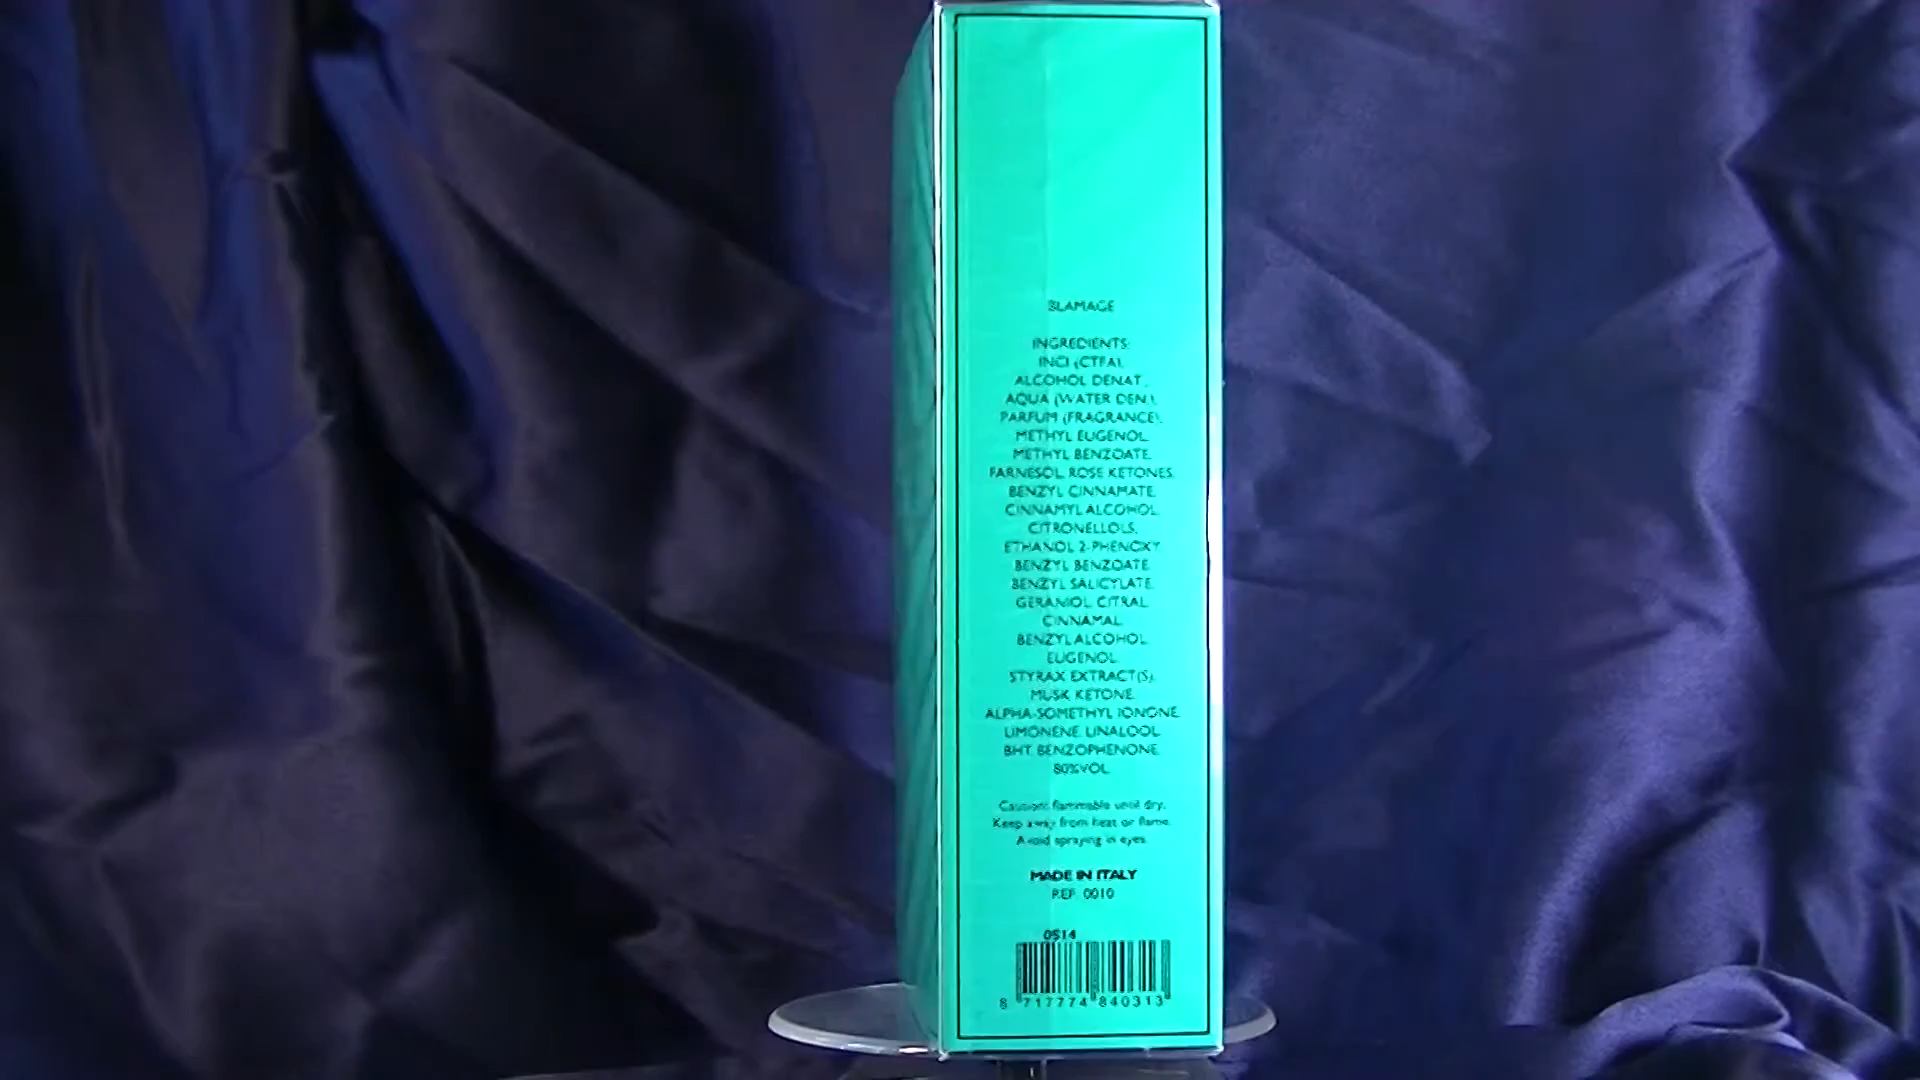 BLAMAGE
INGREDIENTS:
INCI (CTFA),
ALCOHOL DENAT.,
AQUA (WATER DEN.),
PARFUM (FRAGRANCE),
METHYL EUGENOL,
METHYL BENZOATE,
FARNESOL, ROSE KETONES,
BENZYL CINNAMATE,
CINNAMYL ALCOHOL,
CITRONELLOLS,
ETHANOL 2-PHENOXY,
BENZYL BENZOATE,
BENZYL SALICYLATE,
GERANIOL, CITRAL,
CINNAMAL,
BENZYL ALCOHOL,
EUGENOL,
STYRAX EXTRACT(S),
MUSK KETONE,
ALPHA-SOMETHYL IONONE,
LIMONENE, LINALOOL,
BHT, BENZOPHENONE,
80%VOL.
Caution: flammable until dry.
Keep away from heat or flame.
Avoid spraying in eyes.
MADE IN ITALY
REF. 0010
0514
8 717774 840313